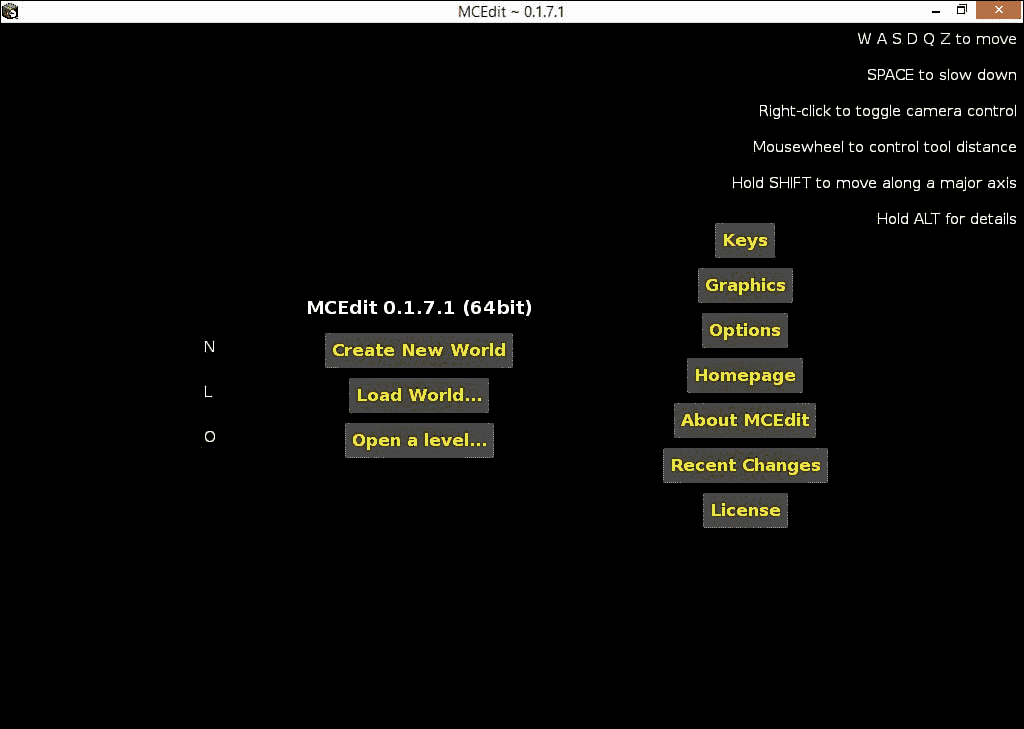 MCEdit ~ 0.1.7.1
W A S D Q Z to move
SPACE to slow down
Right-click to toggle camera control
Mousewheel to control tool distance
Hold SHIFT to move along a major axis
Hold ALT for details
MCEdit 0.1.7.1 (64bit)
N Create New World
L Load World...
O Open a level...
Keys
Graphics
Options
Homepage
About MCEdit
Recent Changes
License